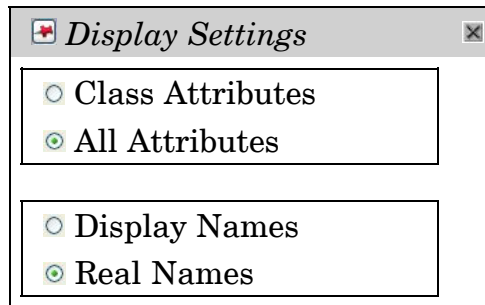 Display Settings
Class Attributes
All Attributes
Display Names
Real Names